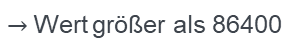 → Wert größer als 86400